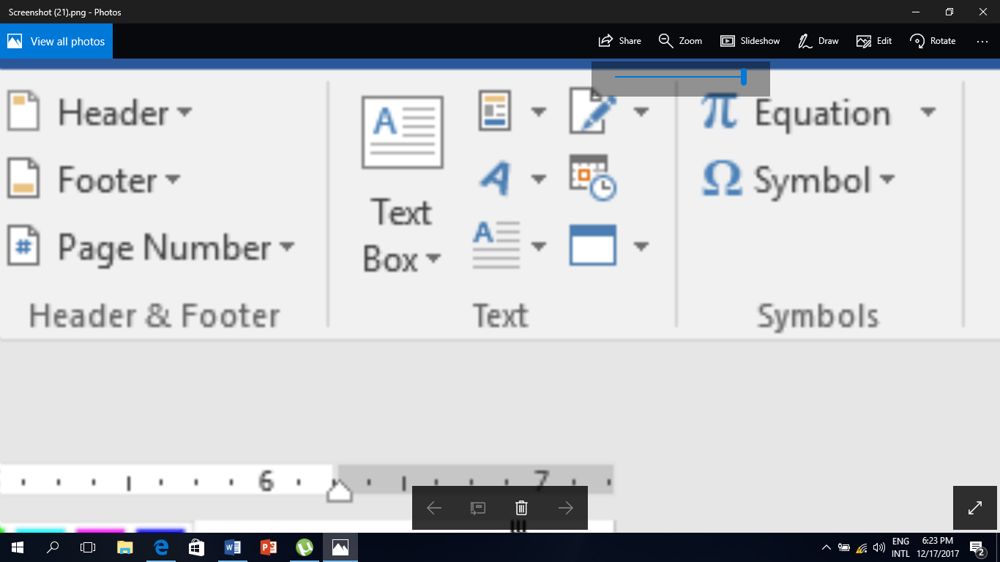 Screenshot (21).png - Photos
View all photos
Share Zoom Slideshow Draw Edit Rotate
Header
Footer
Page Number
Header & Footer
A
Text
Box
A
A
Text
π Equation
Ω Symbol
Symbols
6 7
ENG
INTL
6:23 PM
12/17/2017
2